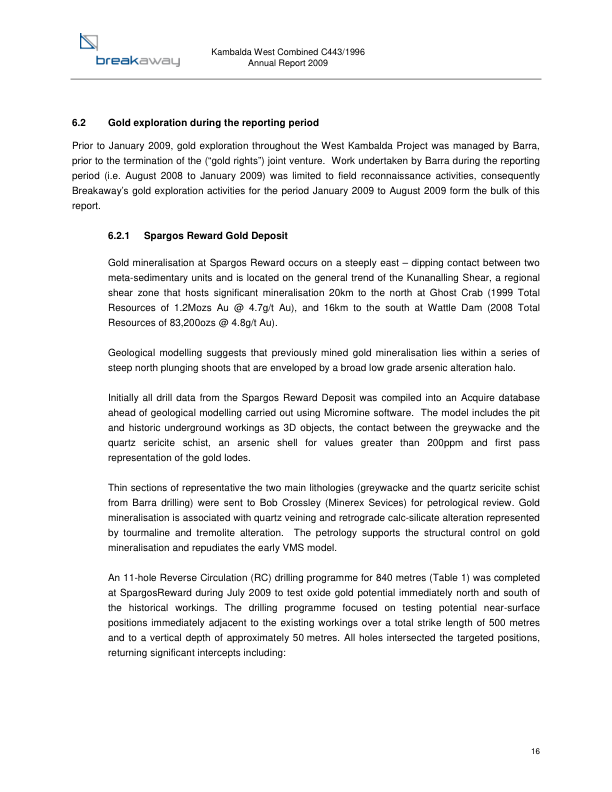 breakaway
Kambalda West Combined C443/1996
Annual Report 2009
6.2 Gold exploration during the reporting period
Prior to January 2009, gold exploration throughout the West Kambalda Project was managed by Barra,
prior to the termination of the (“gold rights”) joint venture. Work undertaken by Barra during the reporting
period (i.e. August 2008 to January 2009) was limited to field reconnaissance activities, consequently
Breakaway’s gold exploration activities for the period January 2009 to August 2009 form the bulk of this
report.
6.2.1 Spargos Reward Gold Deposit
Gold mineralisation at Spargos Reward occurs on a steeply east – dipping contact between two
meta-sedimentary units and is located on the general trend of the Kunanalling Shear, a regional
shear zone that hosts significant mineralisation 20km to the north at Ghost Crab (1999 Total
Resources of 1.2Mozs Au @ 4.7g/t Au), and 16km to the south at Wattle Dam (2008 Total
Resources of 83,200ozs @ 4.8g/t Au).
Geological modelling suggests that previously mined gold mineralisation lies within a series of
steep north plunging shoots that are enveloped by a broad low grade arsenic alteration halo.
Initially all drill data from the Spargos Reward Deposit was compiled into an Acquire database
ahead of geological modelling carried out using Micromine software. The model includes the pit
and historic underground workings as 3D objects, the contact between the greywacke and the
quartz sericite schist, an arsenic shell for values greater than 200ppm and first pass
representation of the gold lodes.
Thin sections of representative the two main lithologies (greywacke and the quartz sericite schist
from Barra drilling) were sent to Bob Crossley (Minerex Sevices) for petrological review. Gold
mineralisation is associated with quartz veining and retrograde calc-silicate alteration represented
by tourmaline and tremolite alteration. The petrology supports the structural control on gold
mineralisation and repudiates the early VMS model.
An 11-hole Reverse Circulation (RC) drilling programme for 840 metres (Table 1) was completed
at SpargosReward during July 2009 to test oxide gold potential immediately north and south of
the historical workings. The drilling programme focused on testing potential near-surface
positions immediately adjacent to the existing workings over a total strike length of 500 metres
and to a vertical depth of approximately 50 metres. All holes intersected the targeted positions,
returning significant intercepts including:
16